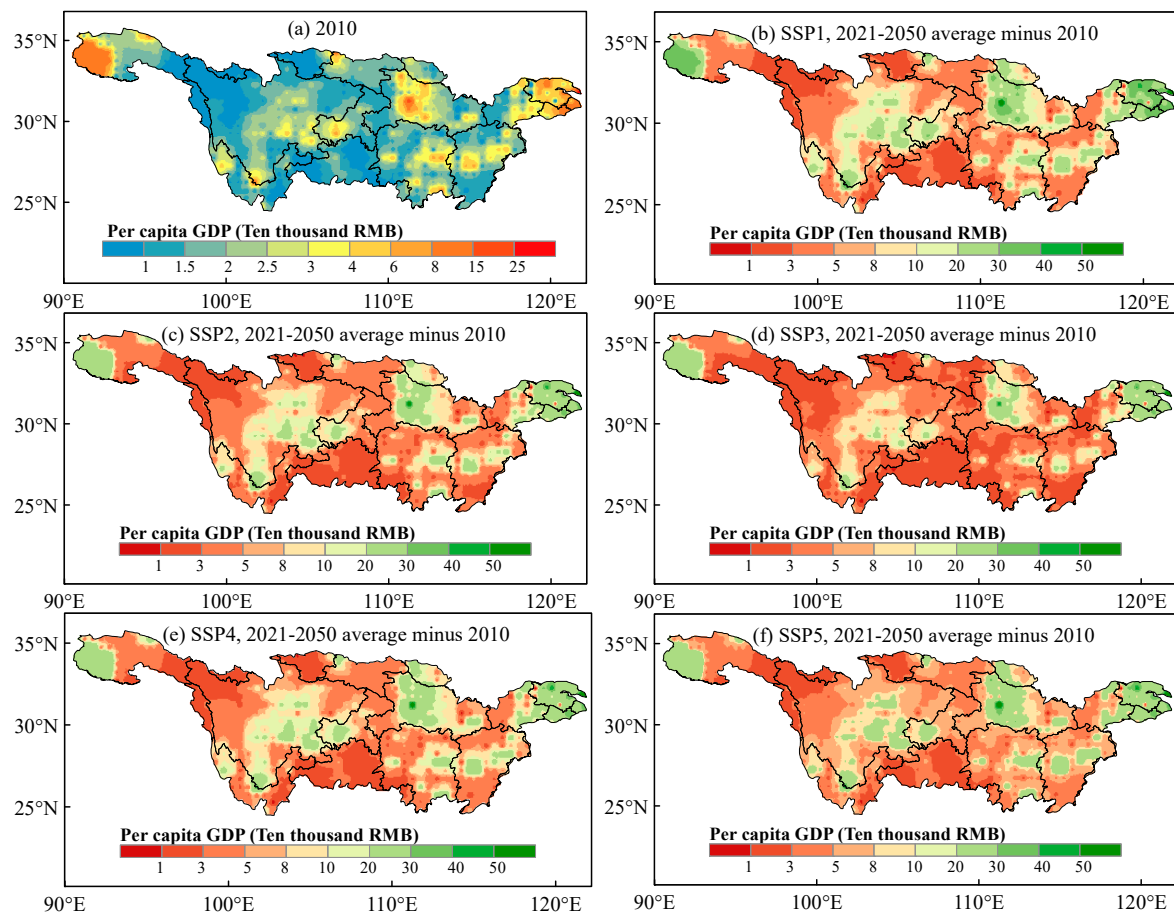 (a) 2010
35°N
30°N
25°N
Per capita GDP (Ten thousand RMB)
1 1.5 2 2.5 3 4 6 8 15 25
90°E 100°E 110°E 120°E
(b) SSP1, 2021-2050 average minus 2010
35°N
30°N
25°N
Per capita GDP (Ten thousand RMB)
1 3 5 8 10 20 30 40 50
90°E 100°E 110°E 120°E
(c) SSP2, 2021-2050 average minus 2010
35°N
30°N
25°N
Per capita GDP (Ten thousand RMB)
1 3 5 8 10 20 30 40 50
90°E 100°E 110°E 120°E
(d) SSP3, 2021-2050 average minus 2010
35°N
30°N
25°N
Per capita GDP (Ten thousand RMB)
1 3 5 8 10 20 30 40 50
90°E 100°E 110°E 120°E
(e) SSP4, 2021-2050 average minus 2010
35°N
30°N
25°N
Per capita GDP (Ten thousand RMB)
1 3 5 8 10 20 30 40 50
90°E 100°E 110°E 120°E
(f) SSP5, 2021-2050 average minus 2010
35°N
30°N
25°N
Per capita GDP (Ten thousand RMB)
1 3 5 8 10 20 30 40 50
90°E 100°E 110°E 120°E